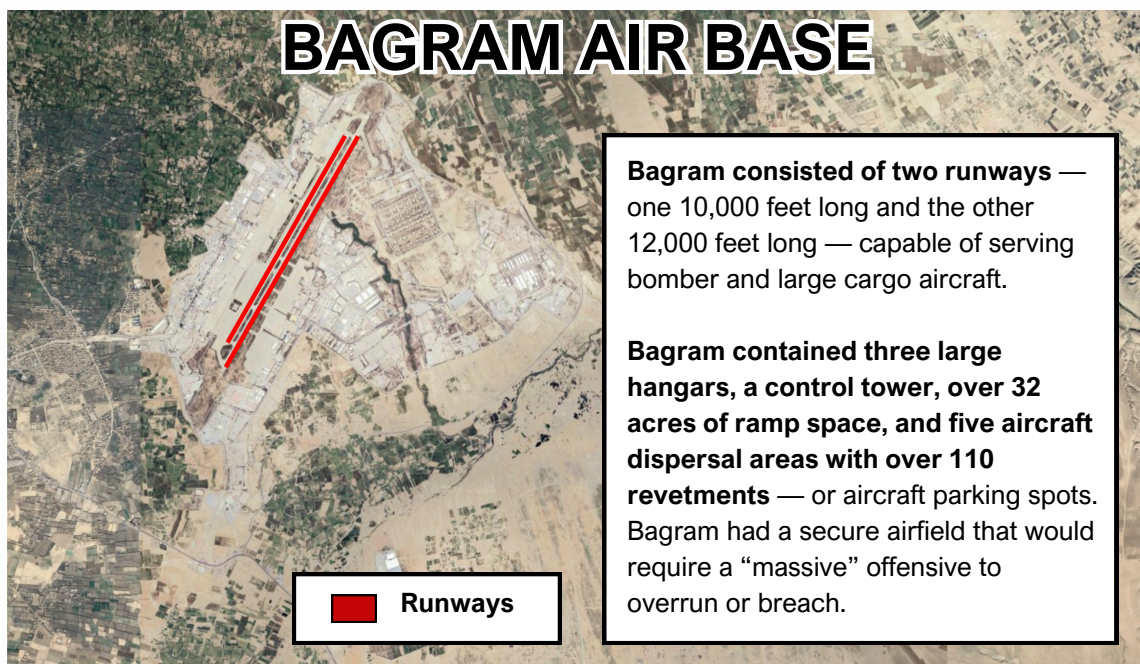 BAGRAM AIR BASE
Bagram consisted of two runways —
one 10,000 feet long and the other
12,000 feet long — capable of serving
bomber and large cargo aircraft.
Bagram contained three large
hangars, a control tower, over 32
acres of ramp space, and five aircraft
dispersal areas with over 110
revetments — or aircraft parking spots.
Bagram had a secure airfield that would
require a “massive” offensive to
overrun or breach.
Runways